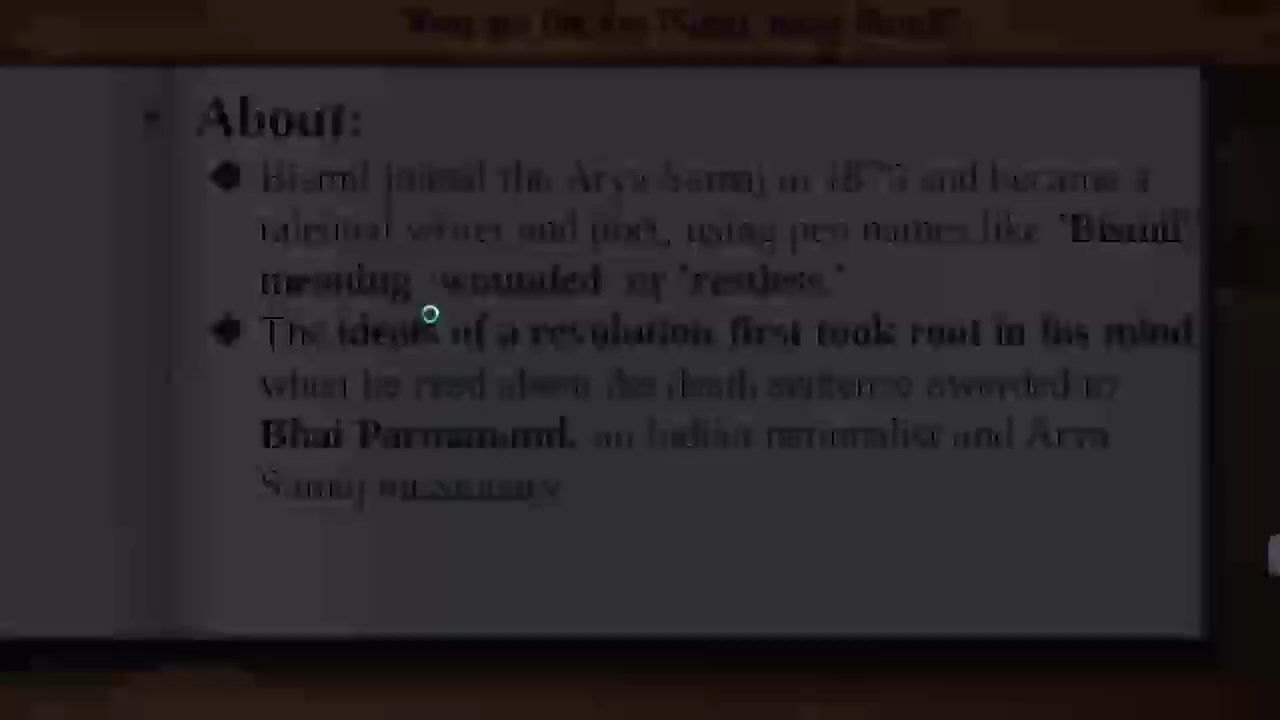 About:
Bismil joined the Arya Samaj in 1875 and became a
talented writer and poet, using pen names like 'Bismil'
meaning 'wounded' or 'restless.'
The ideals of a revolution first took root in his mind
when he read about the death sentence awarded to
Bhai Parmanand, an Indian nationalist and Arya
Samaj missionary